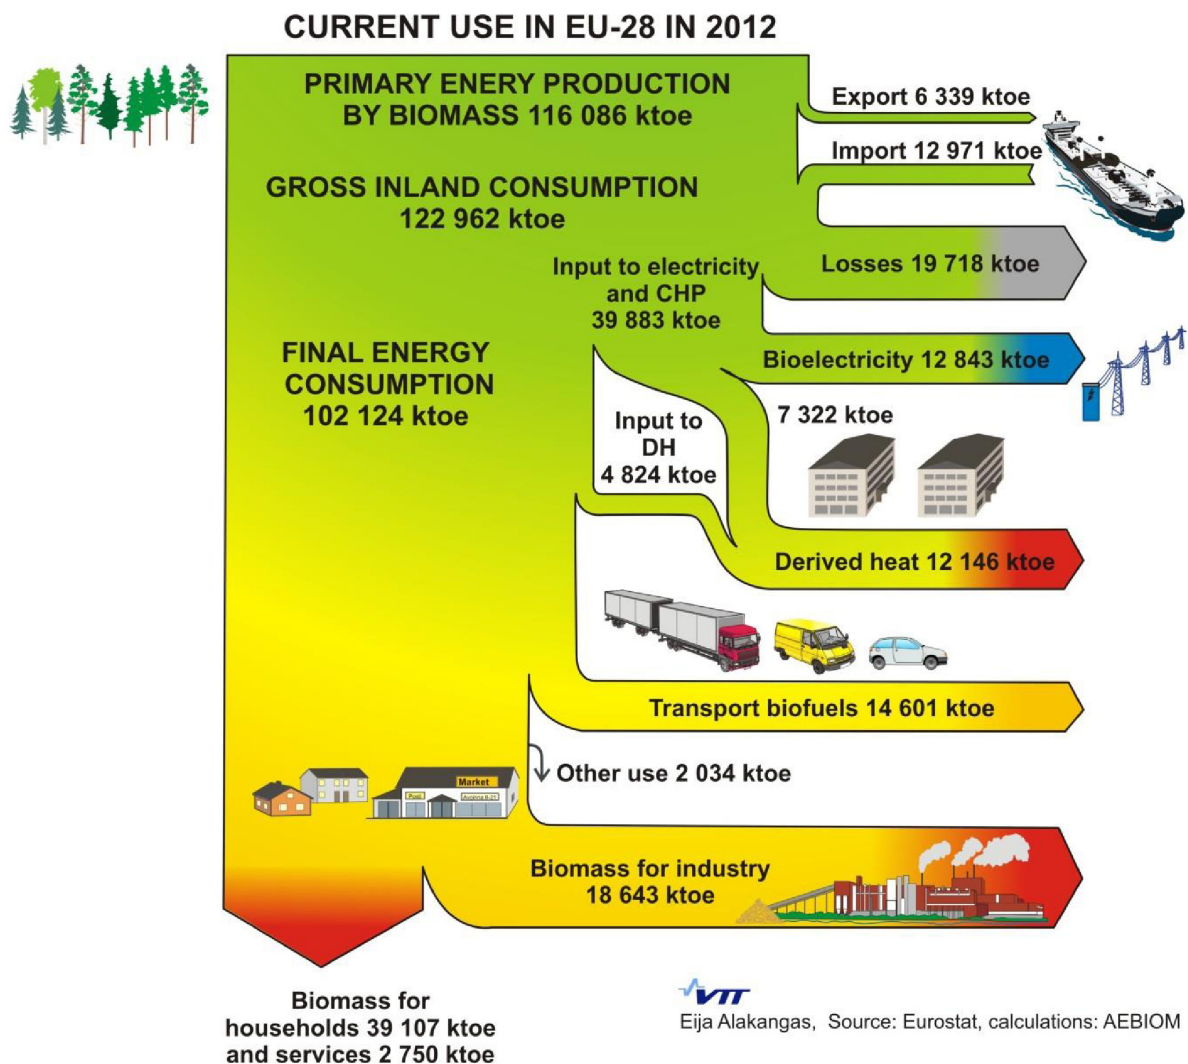 CURRENT USE IN EU-28 IN 2012
PRIMARY ENERY PRODUCTION
BY BIOMASS 116 086 ktoe
Export 6 339 ktoe
Import 12 971 ktoe
GROSS INLAND CONSUMPTION
122 962 ktoe
Losses 19 718 ktoe
Input to electricity
and CHP
39 883 ktoe
FINAL ENERGY
CONSUMPTION
102 124 ktoe
Bioelectricity 12 843 ktoe
7 322 ktoe
Input to
DH
4 824 ktoe
Derived heat 12 146 ktoe
Transport biofuels 14 601 ktoe
Other use 2 034 ktoe
Market
Posti
Biomass for industry
18 643 ktoe
Biomass for
households 39 107 ktoe
and services 2 750 ktoe
VTT
Eija Alakangas, Source: Eurostat, calculations: AEBIOM